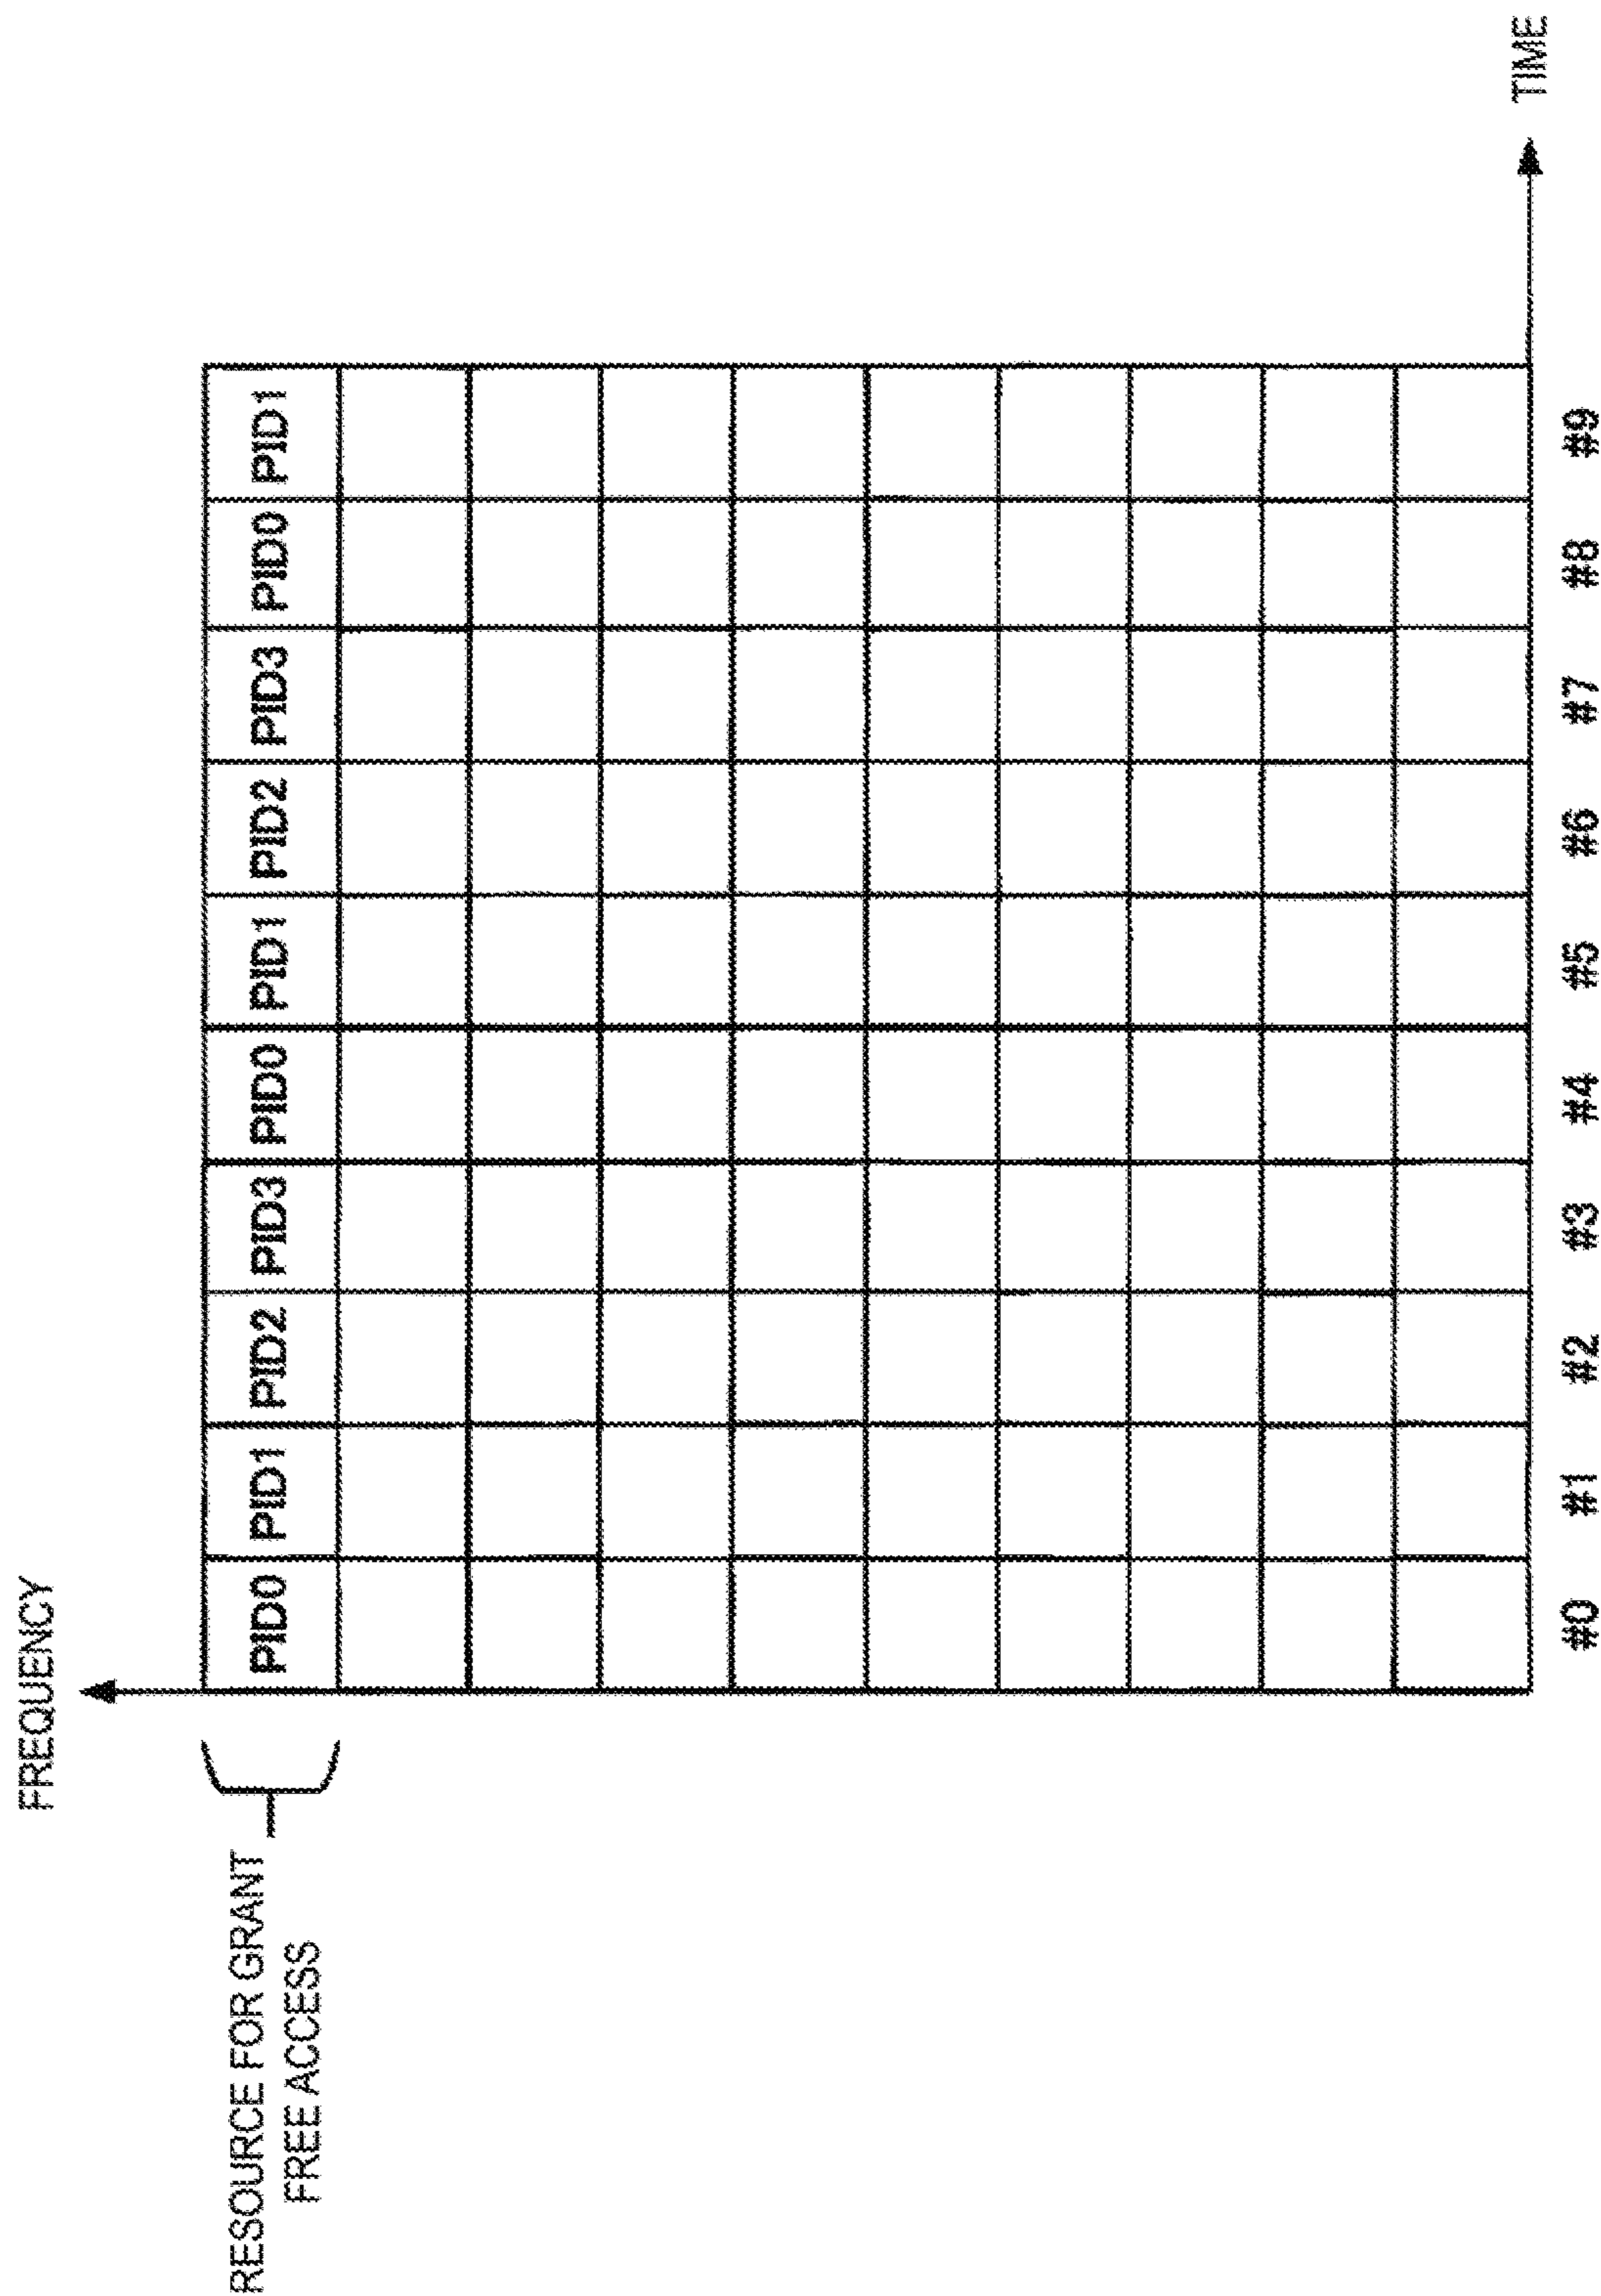 FREQUENCY
RESOURCE FOR GRANT
FREE ACCESS
PID0 PID1 PID2 PID3 PID0 PID1 PID2 PID3 PID0 PID1
#0 #1 #2 #3 #4 #5 #6 #7 #8 #9
TIME